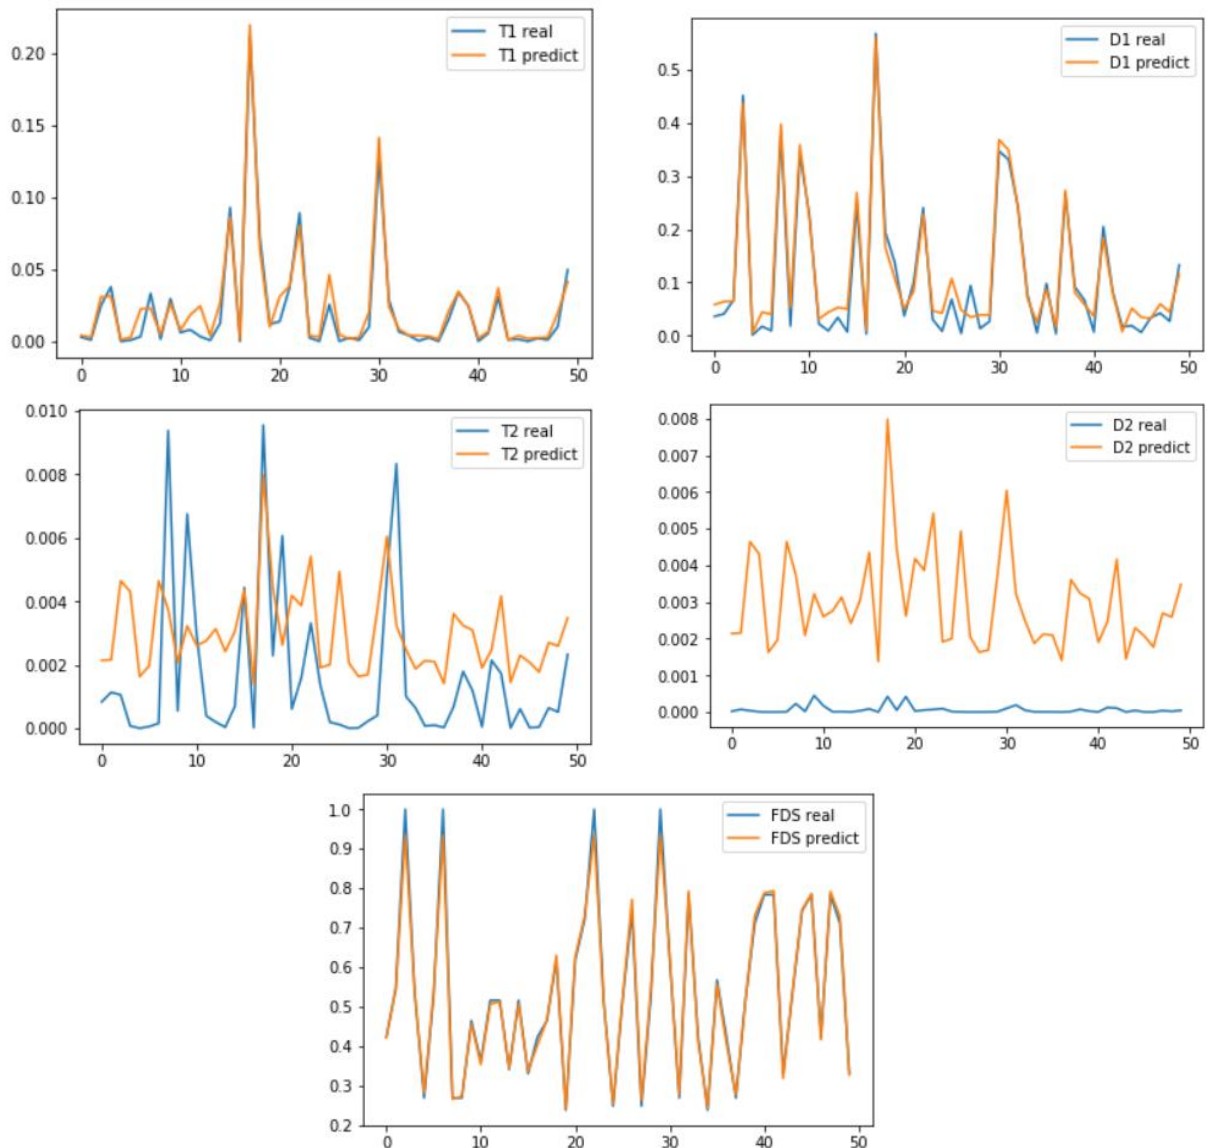 T1 real
T1 predict
0.20
0.15
0.10
0.05
0.00
0 10 20 30 40 50
D1 real
D1 predict
0.5
0.4
0.3
0.2
0.1
0.0
0 10 20 30 40 50
T2 real
T2 predict
0.010
0.008
0.006
0.004
0.002
0.000
0 10 20 30 40 50
D2 real
D2 predict
0.008
0.007
0.006
0.005
0.004
0.003
0.002
0.001
0.000
0 10 20 30 40 50
FDS real
FDS predict
1.0
0.9
0.8
0.7
0.6
0.5
0.4
0.3
0.2
0 10 20 30 40 50